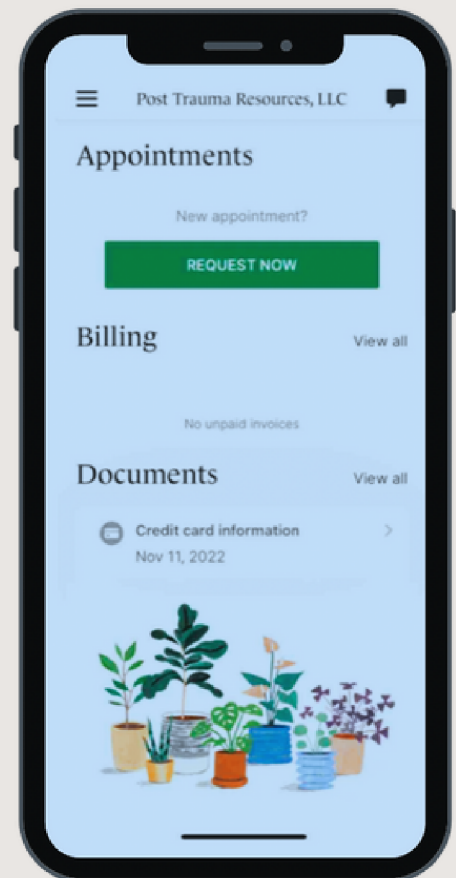 Post Trauma Resources, LLC
Appointments
New appointment?
REQUEST NOW
Billing
View all
No unpaid invoices
Documents
View all
Credit card information
Nov 11, 2022